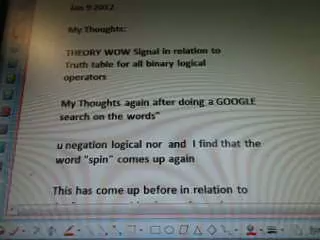 Jan 9 2012
My Thoughts:
THEORY WOW Signal in relation to
Truth table for all binary logical
operators
My Thoughts again after doing a GOOGLE
search on the words"
u negation logical nor and I find that the
word "spin" comes up again
This has come up before in relation to